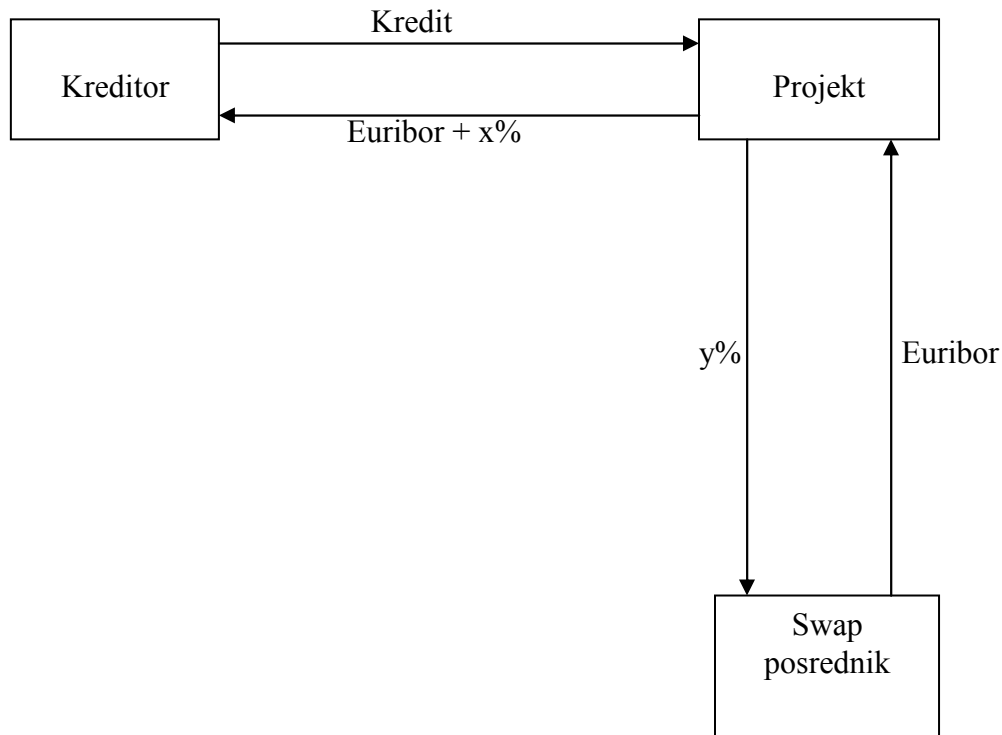 Kredit
Kreditor
Projekt
Euribor + x%
y%
Euribor
Swap
posrednik